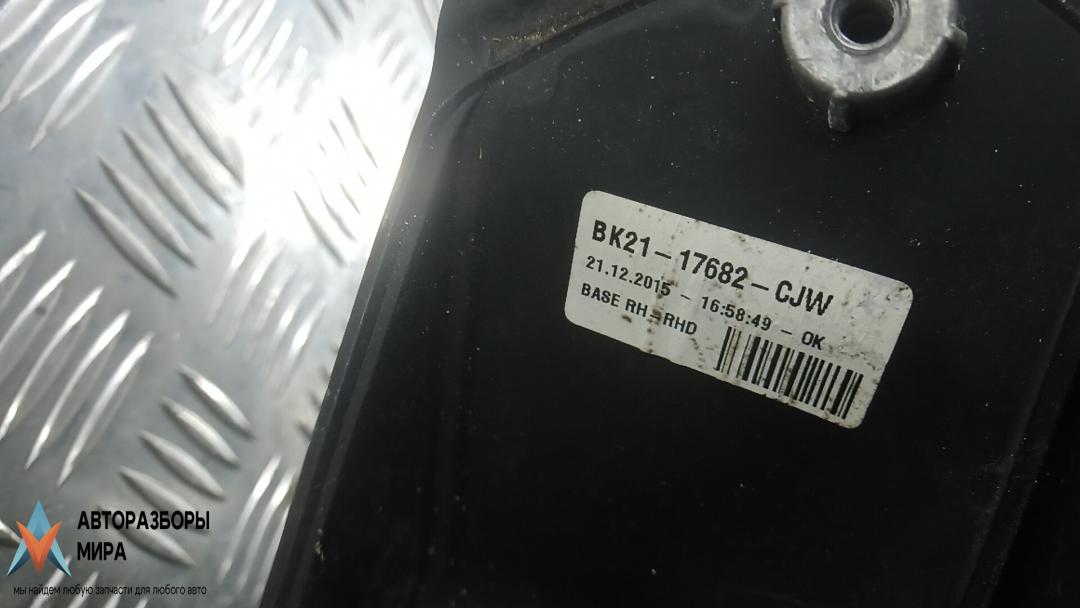 BK21-17682-CJW
21.12.2015 - 16:58:49 - OK
BASE RH-RHD
АВТОРАЗБОРЫ
МИРА
мы найдем любую запчасти для любого авто